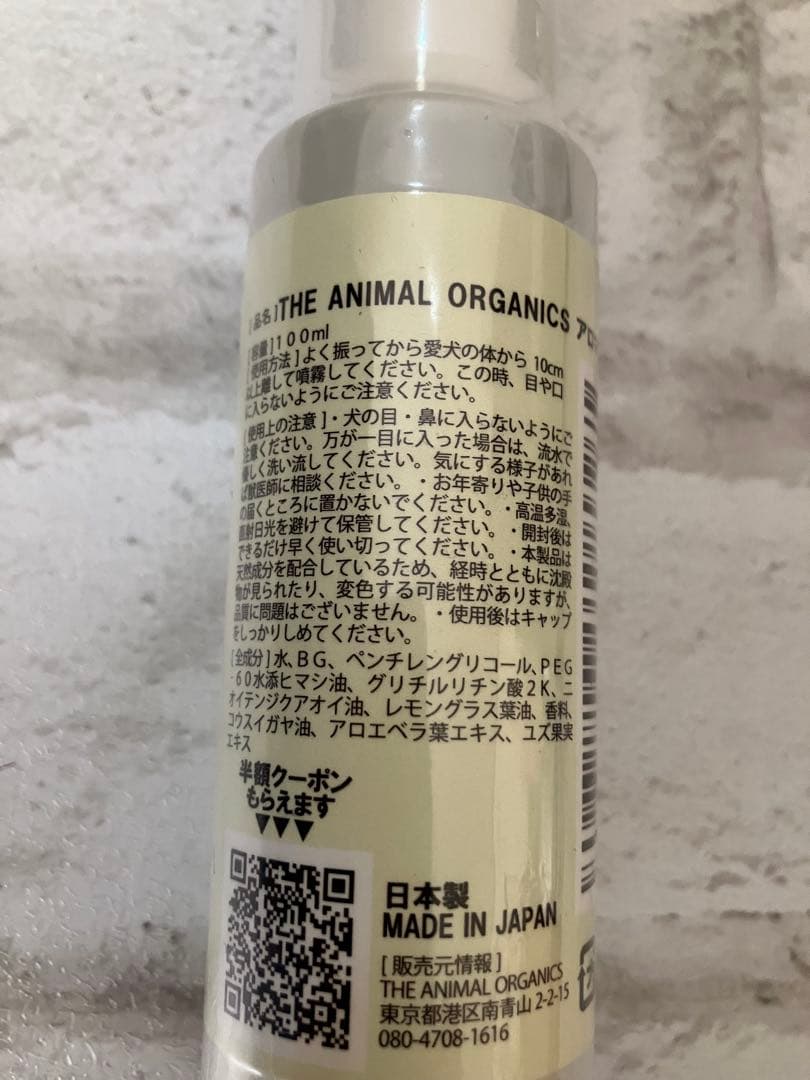 [品名]THE ANIMAL ORGANICS アロ
[容量]100ml
[使用方法]よく振ってから愛犬の体から10cm
以上離して噴霧してください。この時、目や口
に入らないようにご注意ください。
[使用上の注意]・犬の目・鼻に入らないようにご
注意ください。万が一目に入った場合は、流水で
優しく洗い流してください。気にする様子があれ
ば獣医師に相談ください。・お年寄りや子供の手
の届くところに置かないでください。・高温多湿、
直射日光を避けて保管してください。・開封後は
できるだけ早く使い切ってください。・本製品は
天然成分を配合しているため、経時とともに沈殿
物が見られたり、変色する可能性がありますが、
品質に問題はございません。・使用後はキャップ
をしっかりしめてください。
[全成分]水、BG、ペンチレングリコール、PEG
-60水添ヒマシ油、グリチルリチン酸2K、ニ
オイテンジクアオイ油、レモングラス葉油、香料、
コウスイガヤ油、アロエベラ葉エキス、ユズ果実
エキス
半額クーポン
もらえます
▼▼▼
日本製
MADE IN JAPAN
[販売元情報]
THE ANIMAL ORGANICS
東京都港区南青山2-2-15
080-4708-1616